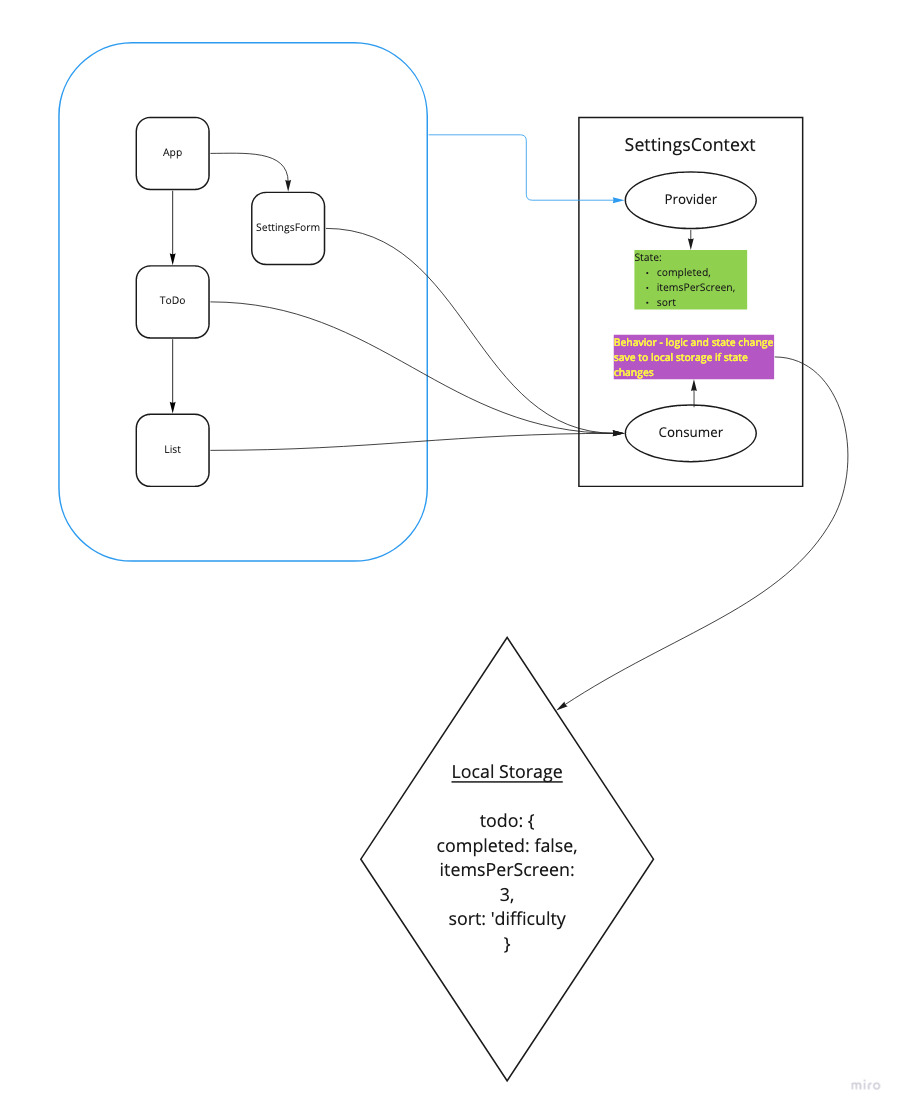 App
SettingsForm
ToDo
List
SettingsContext
Provider
State:
• completed,
• itemsPerScreen,
• sort
Behavior - logic and state change
save to local storage if state
changes
Consumer
Local Storage
todo: {
completed: false,
itemsPerScreen:
3,
sort: 'difficulty
}
miro